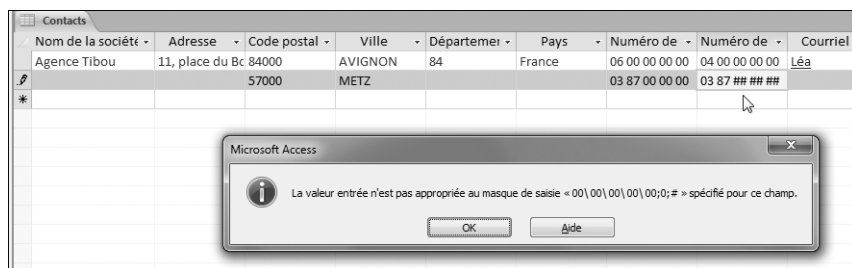 Contacts
Nom de la société Adresse Code postal Ville Départemer Pays Numéro de Numéro de Courriel
Agence Tibou 11, place du Bo 84000 AVIGNON 84 France 06 00 00 00 00 04 00 00 00 00 Léa
57000 METZ 03 87 00 00 00 03 87 ## ## ##
Microsoft Access
La valeur entrée n'est pas appropriée au masque de saisie « 00\ 00\ 00\ 00\ 00;0;# » spécifié pour ce champ.
OK Aide